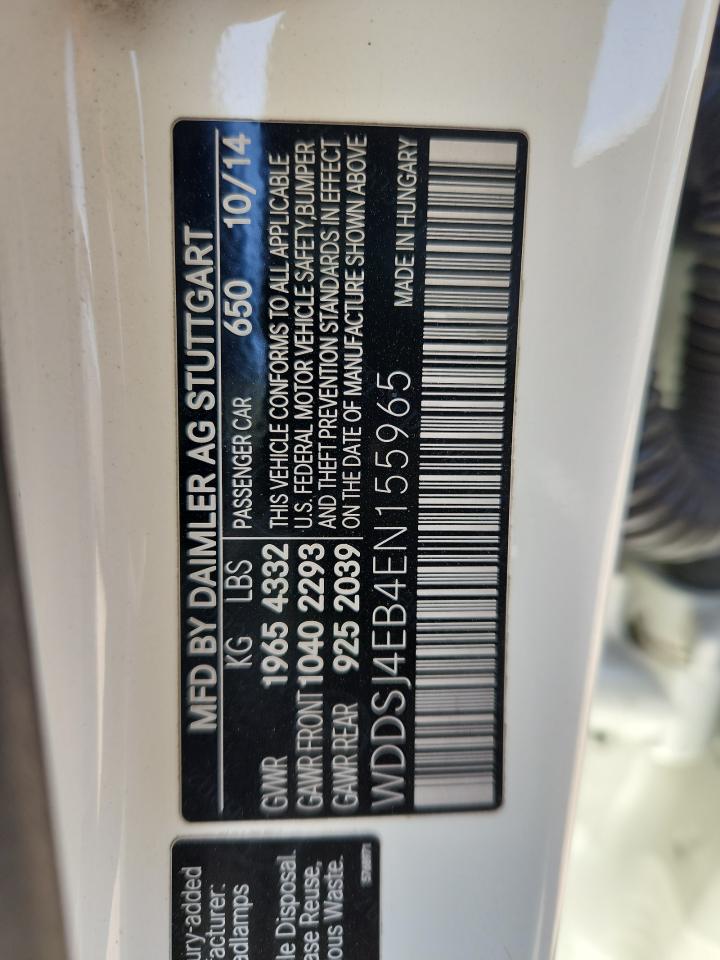 MFD BY DAIMLER AG STUTTGART
KG LBS PASSENGER CAR 650 10/14
GVWR 1965 4332 THIS VEHICLE CONFORMS TO ALL APPLICABLE
GAWR FRONT 1040 2293 U.S. FEDERAL MOTOR VEHICLE SAFETY, BUMPER
GAWR REAR 925 2039 AND THEFT PREVENTION STANDARDS IN EFFECT
ON THE DATE OF MANUFACTURE SHOWN ABOVE
WDDSJ4EB4EN155965 MADE IN HUNGARY
ury-added
facturer:
adlamps
le Disposal.
ase Reuse,
ous Waste.